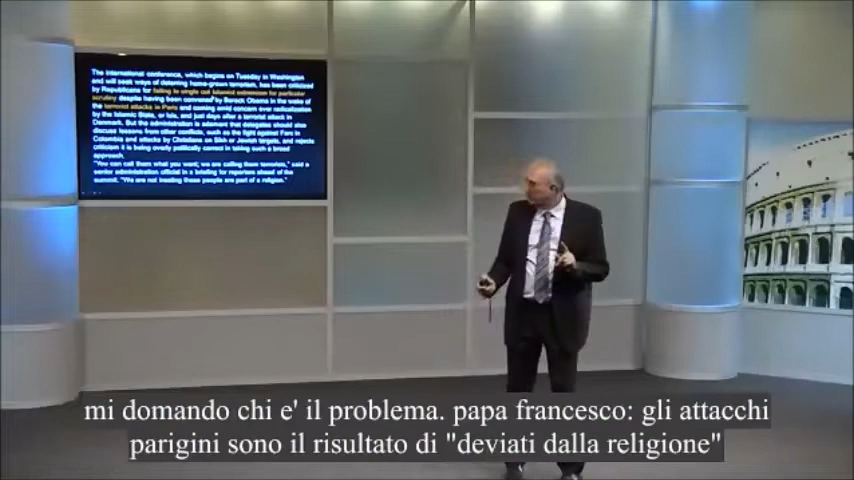 The international conference, which begins on Tuesday in Washington
and will seek ways of deterring home-grown terrorism, has been criticized
by Republicans for failing to single out Islamist extremism for particular
scrutiny despite having been convened by Barack Obama in the wake of
the terrorist attacks in Paris and coming amid concern over radicalization
by the Islamic State, or Isis, and just days after a terrorist attack in
Denmark. But the administration is adamant that delegates should also
discuss lessons from other conflicts, such as the fight against Farc in
Colombia and attacks by Christians on Sikh or Jewish targets, and rejects
criticism it is being overly politically correct in taking such a broad
approach.
"You can call them what you want; we are calling them terrorists," said a
senior administration official in a briefing for reporters ahead of the
summit. "We are not treating these people are part of a religion."
mi domando chi e' il problema. papa francesco: gli attacchi
parigini sono il risultato di "deviati dalla religione"